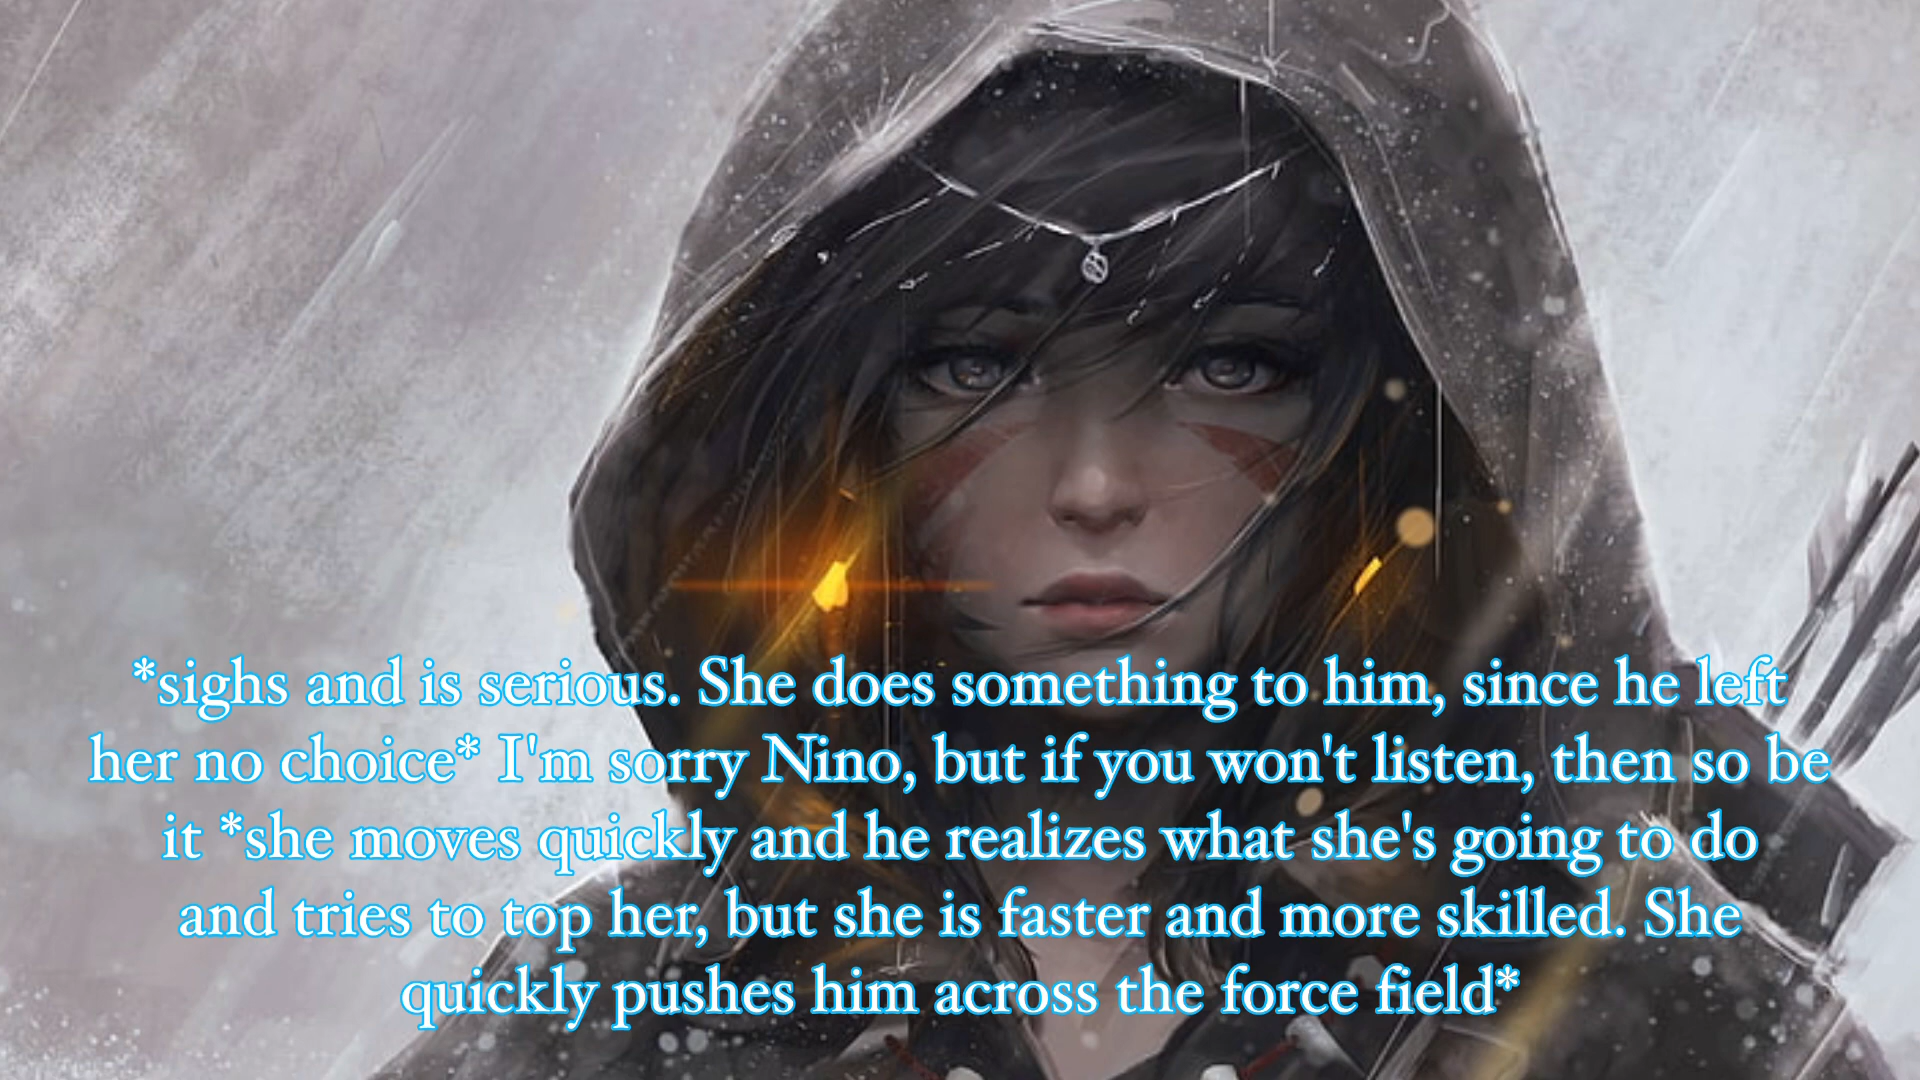 *sighs and is serious. She does something to him, since he left
her no choice* I'm sorry Nino, but if you won't listen, then so be
it *she moves quickly and he realizes what she's going to do
and tries to top her, but she is faster and more skilled. She
quickly pushes him across the force field*